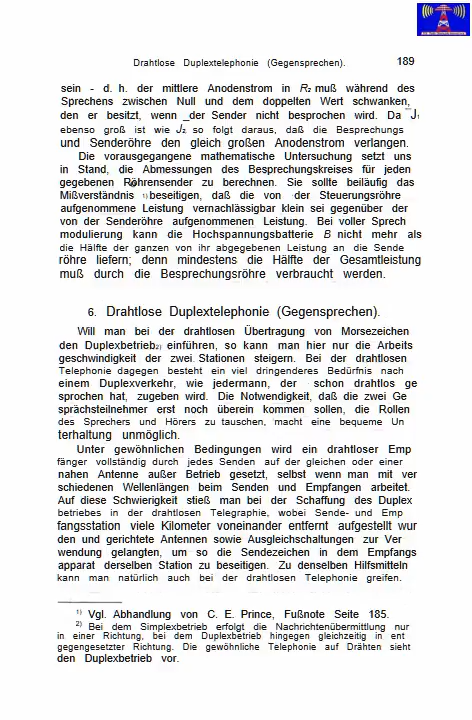 Drahtlose Duplextelephonie (Gegensprechen). 189
sein - d. h. der mittlere Anodenstrom in R₂ muß während des
Sprechens zwischen Null und dem doppelten Wert schwanken,
den er besitzt, wenn _der Sender nicht besprochen wird. Da J₁
ebenso groß ist wie J₂, so folgt daraus, daß die Besprechungs
und Senderöhre den gleich großen Anodenstrom verlangen.
Die vorausgegangene mathematische Untersuchung setzt uns
in Stand, die Abmessungen des Besprechungskreises für jeden
gegebenen Röhrensender zu berechnen. Sie sollte beiläufig das
Mißverständnis ¹) beseitigen, daß die von der Steuerungsröhre
aufgenommene Leistung vernachlässigbar klein sei gegenüber der
von der Senderöhre aufgenommenen Leistung. Bei voller Sprech
modulierung kann die Hochspannungsbatterie B nicht mehr als
die Hälfte der ganzen von ihr abgegebenen Leistung an die Sende
röhre liefern; denn mindestens die Hälfte der Gesamtleistung
muß durch die Besprechungsröhre verbraucht werden.
6. Drahtlose Duplextelephonie (Gegensprechen).
Will man bei der drahtlosen Übertragung von Morsezeichen
den Duplexbetrieb²) einführen, so kann man hier nur die Arbeits
geschwindigkeit der zwei Stationen steigern. Bei der drahtlosen
Telephonie dagegen besteht ein viel dringenderes Bedürfnis nach
einem Duplexverkehr, wie jedermann, der schon drahtlos ge
sprochen hat, zugeben wird. Die Notwendigkeit, daß die zwei Ge
sprächsteilnehmer erst noch überein kommen sollen, die Rollen
des Sprechers und Hörers zu tauschen, macht eine bequeme Un
terhaltung unmöglich.
Unter gewöhnlichen Bedingungen wird ein drahtloser Emp
fänger vollständig durch jedes Senden auf der gleichen oder einer
nahen Antenne außer Betrieb gesetzt, selbst wenn man mit ver
schiedenen Wellenlängen beim Senden und Empfangen arbeitet.
Auf diese Schwierigkeit stieß man bei der Schaffung des Duplex
betriebes in der drahtlosen Telegraphie, wobei Sende- und Emp
fangsstation viele Kilometer voneinander entfernt aufgestellt wur
den und gerichtete Antennen sowie Ausgleichschaltungen zur Ver
wendung gelangten, um so die Sendezeichen in dem Empfangs
apparat derselben Station zu beseitigen. Zu denselben Hilfsmitteln
kann man natürlich auch bei der drahtlosen Telephonie greifen.
¹) Vgl. Abhandlung von C. E. Prince, Fußnote Seite 185.
²) Bei dem Simplexbetrieb erfolgt die Nachrichtenübermittlung nur
in einer Richtung, bei dem Duplexbetrieb hingegen gleichzeitig in ent
gegengesetzter Richtung. Die gewöhnliche Telephonie auf Drähten sieht
den Duplexbetrieb vor.